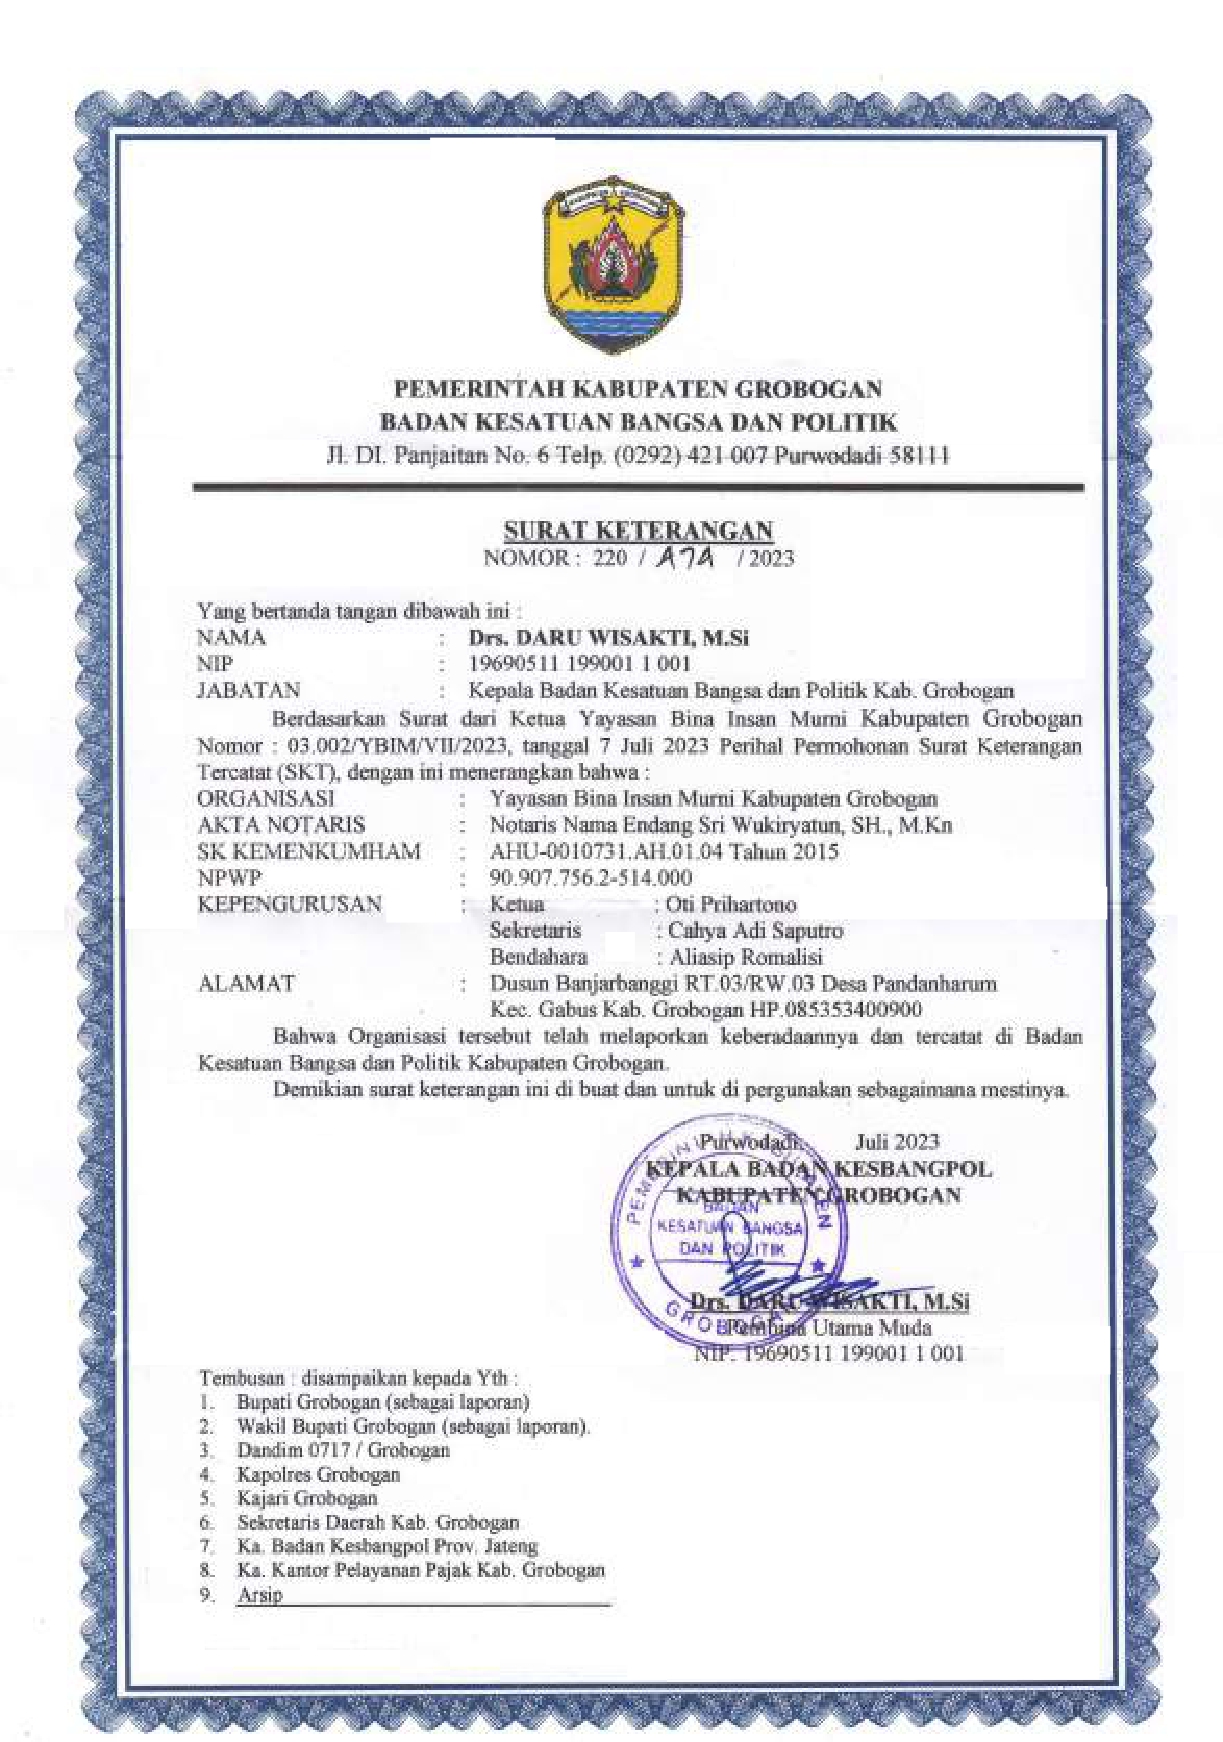 PEMERINTAH KABUPATEN GROBOGAN
BADAN KESATUAN BANGSA DAN POLITIK
Jl. DI. Panjaitan No. 6 Telp. (0292) 421 007 Purwodadi 58111
SURAT KETERANGAN
NOMOR : 220 / / 2023
Yang bertanda tangan dibawah ini :
NAMA : Drs. DARU WISAKTI, M.Si
NIP : 19690511 199001 1 001
JABATAN : Kepala Badan Kesatuan Bangsa dan Politik Kab. Grobogan
Berdasarkan Surat dari Ketua Yayasan Bina Insan Murni Kabupaten Grobogan
Nomor : 03.002/YBIM/VII/2023, tanggal 7 Juli 2023 Perihal Permohonan Surat Keterangan
Tercatat (SKT), dengan ini menerangkan bahwa :
ORGANISASI : Yayasan Bina Insan Murni Kabupaten Grobogan
AKTA NOTARIS : Notaris Nama Endang Sri Wukiryatun, SH., M.Kn
SK KEMENKUMHAM : AHU-0010731.AH.01.04 Tahun 2015
NPWP : 90.907.756.2-514.000
KEPENGURUSAN : Ketua : Oti Prihartono
Sekretaris : Cahya Adi Saputro
Bendahara : Aliasip Romalisi
ALAMAT : Dusun Banjarbanggi RT.03/RW.03 Desa Pandanharum
Kec. Gabus Kab. Grobogan HP.085353400900
Bahwa Organisasi tersebut telah melaporkan keberadaannya dan tercatat di Badan
Kesatuan Bangsa dan Politik Kabupaten Grobogan.
Demikian surat keterangan ini di buat dan untuk di pergunakan sebagaimana mestinya.
Purwodadi, Juli 2023
KEPALA BADAN KESBANGPOL
KABUPATEN GROBOGAN
BADAN
KESATUAN BANGSA
DAN POLITIK
GROBOGAN
Drs. DARU WISAKTI, M.Si
Pembina Utama Muda
NIP. 19690511 199001 1 001
Tembusan : disampaikan kepada Yth :
1. Bupati Grobogan (sebagai laporan)
2. Wakil Bupati Grobogan (sebagai laporan).
3. Dandim 0717 / Grobogan
4. Kapolres Grobogan
5. Kajari Grobogan
6. Sekretaris Daerah Kab. Grobogan
7. Ka. Badan Kesbangpol Prov. Jateng
8. Ka. Kantor Pelayanan Pajak Kab. Grobogan
9. Arsip